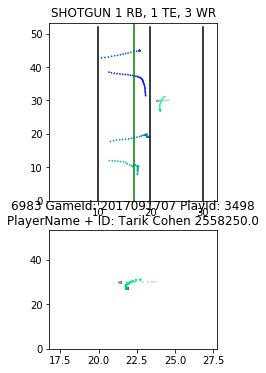 SHOTGUN 1 RB, 1 TE, 3 WR
50
40
30
20
10
0
10 20 30
6983 GameId: 2017091707 PlayId: 3498
PlayerName + ID: Tarik Cohen 2558250.0
40
20
0
17.5 20.0 22.5 25.0 27.5